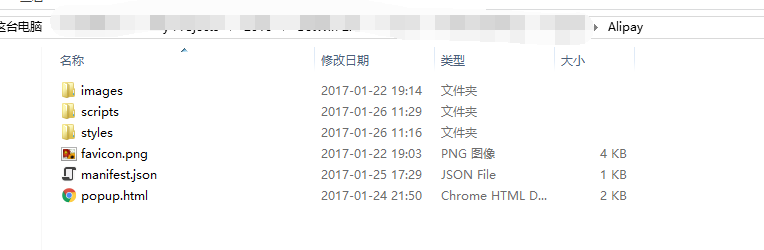 这台电脑 Alipay
名称 修改日期 类型 大小
images 2017-01-22 19:14 文件夹
scripts 2017-01-26 11:29 文件夹
styles 2017-01-26 11:16 文件夹
favicon.png 2017-01-22 19:03 PNG 图像 4 KB
manifest.json 2017-01-25 17:29 JSON File 1 KB
popup.html 2017-01-24 21:50 Chrome HTML D... 2 KB